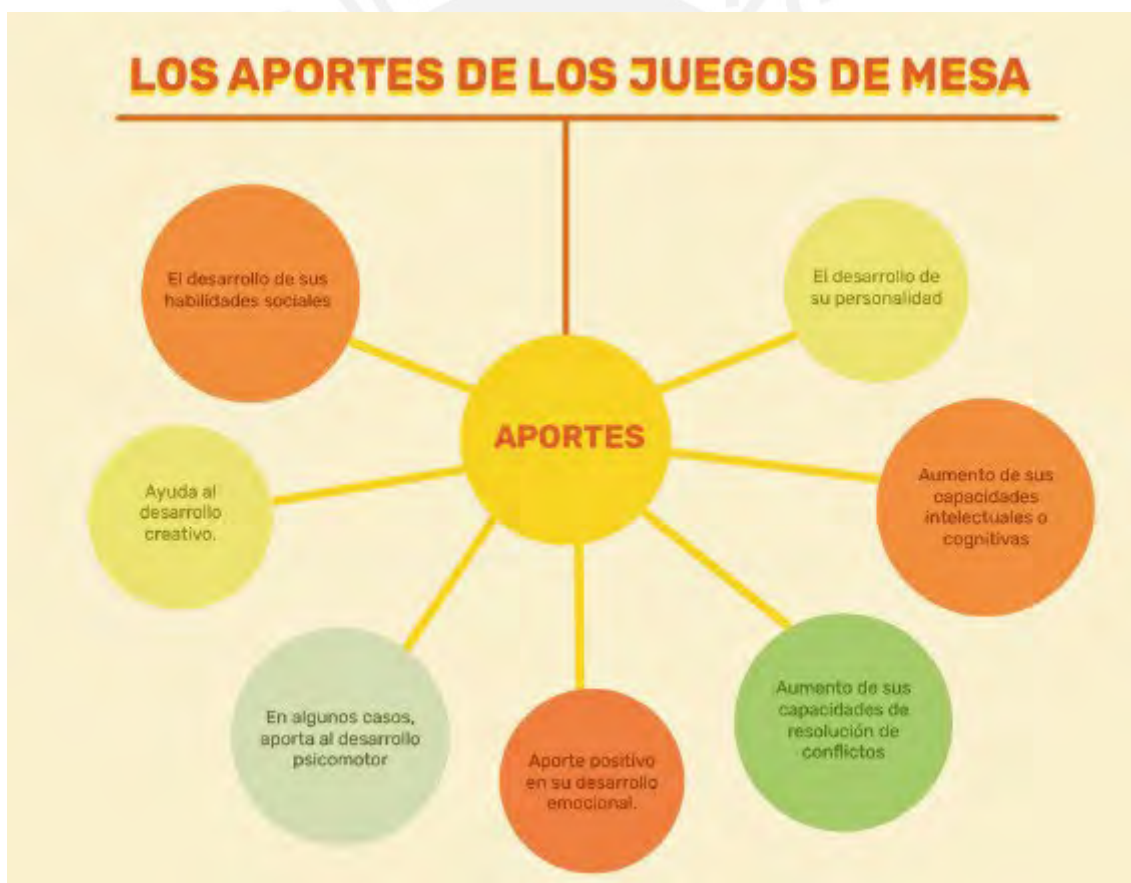 LOS APORTES DE LOS JUEGOS DE MESA
El desarrollo de sus
habilidades sociales
El desarrollo de
su personalidad
APORTES
Ayuda al
desarrollo
creativo.
Aumento de sus
capacidades
intelectuales o
cognitivas
En algunos casos,
aporta al desarrollo
psicomotor
Aporte positivo
en su desarrollo
emocional.
Aumento de sus
capacidades de
resolución de
conflictos